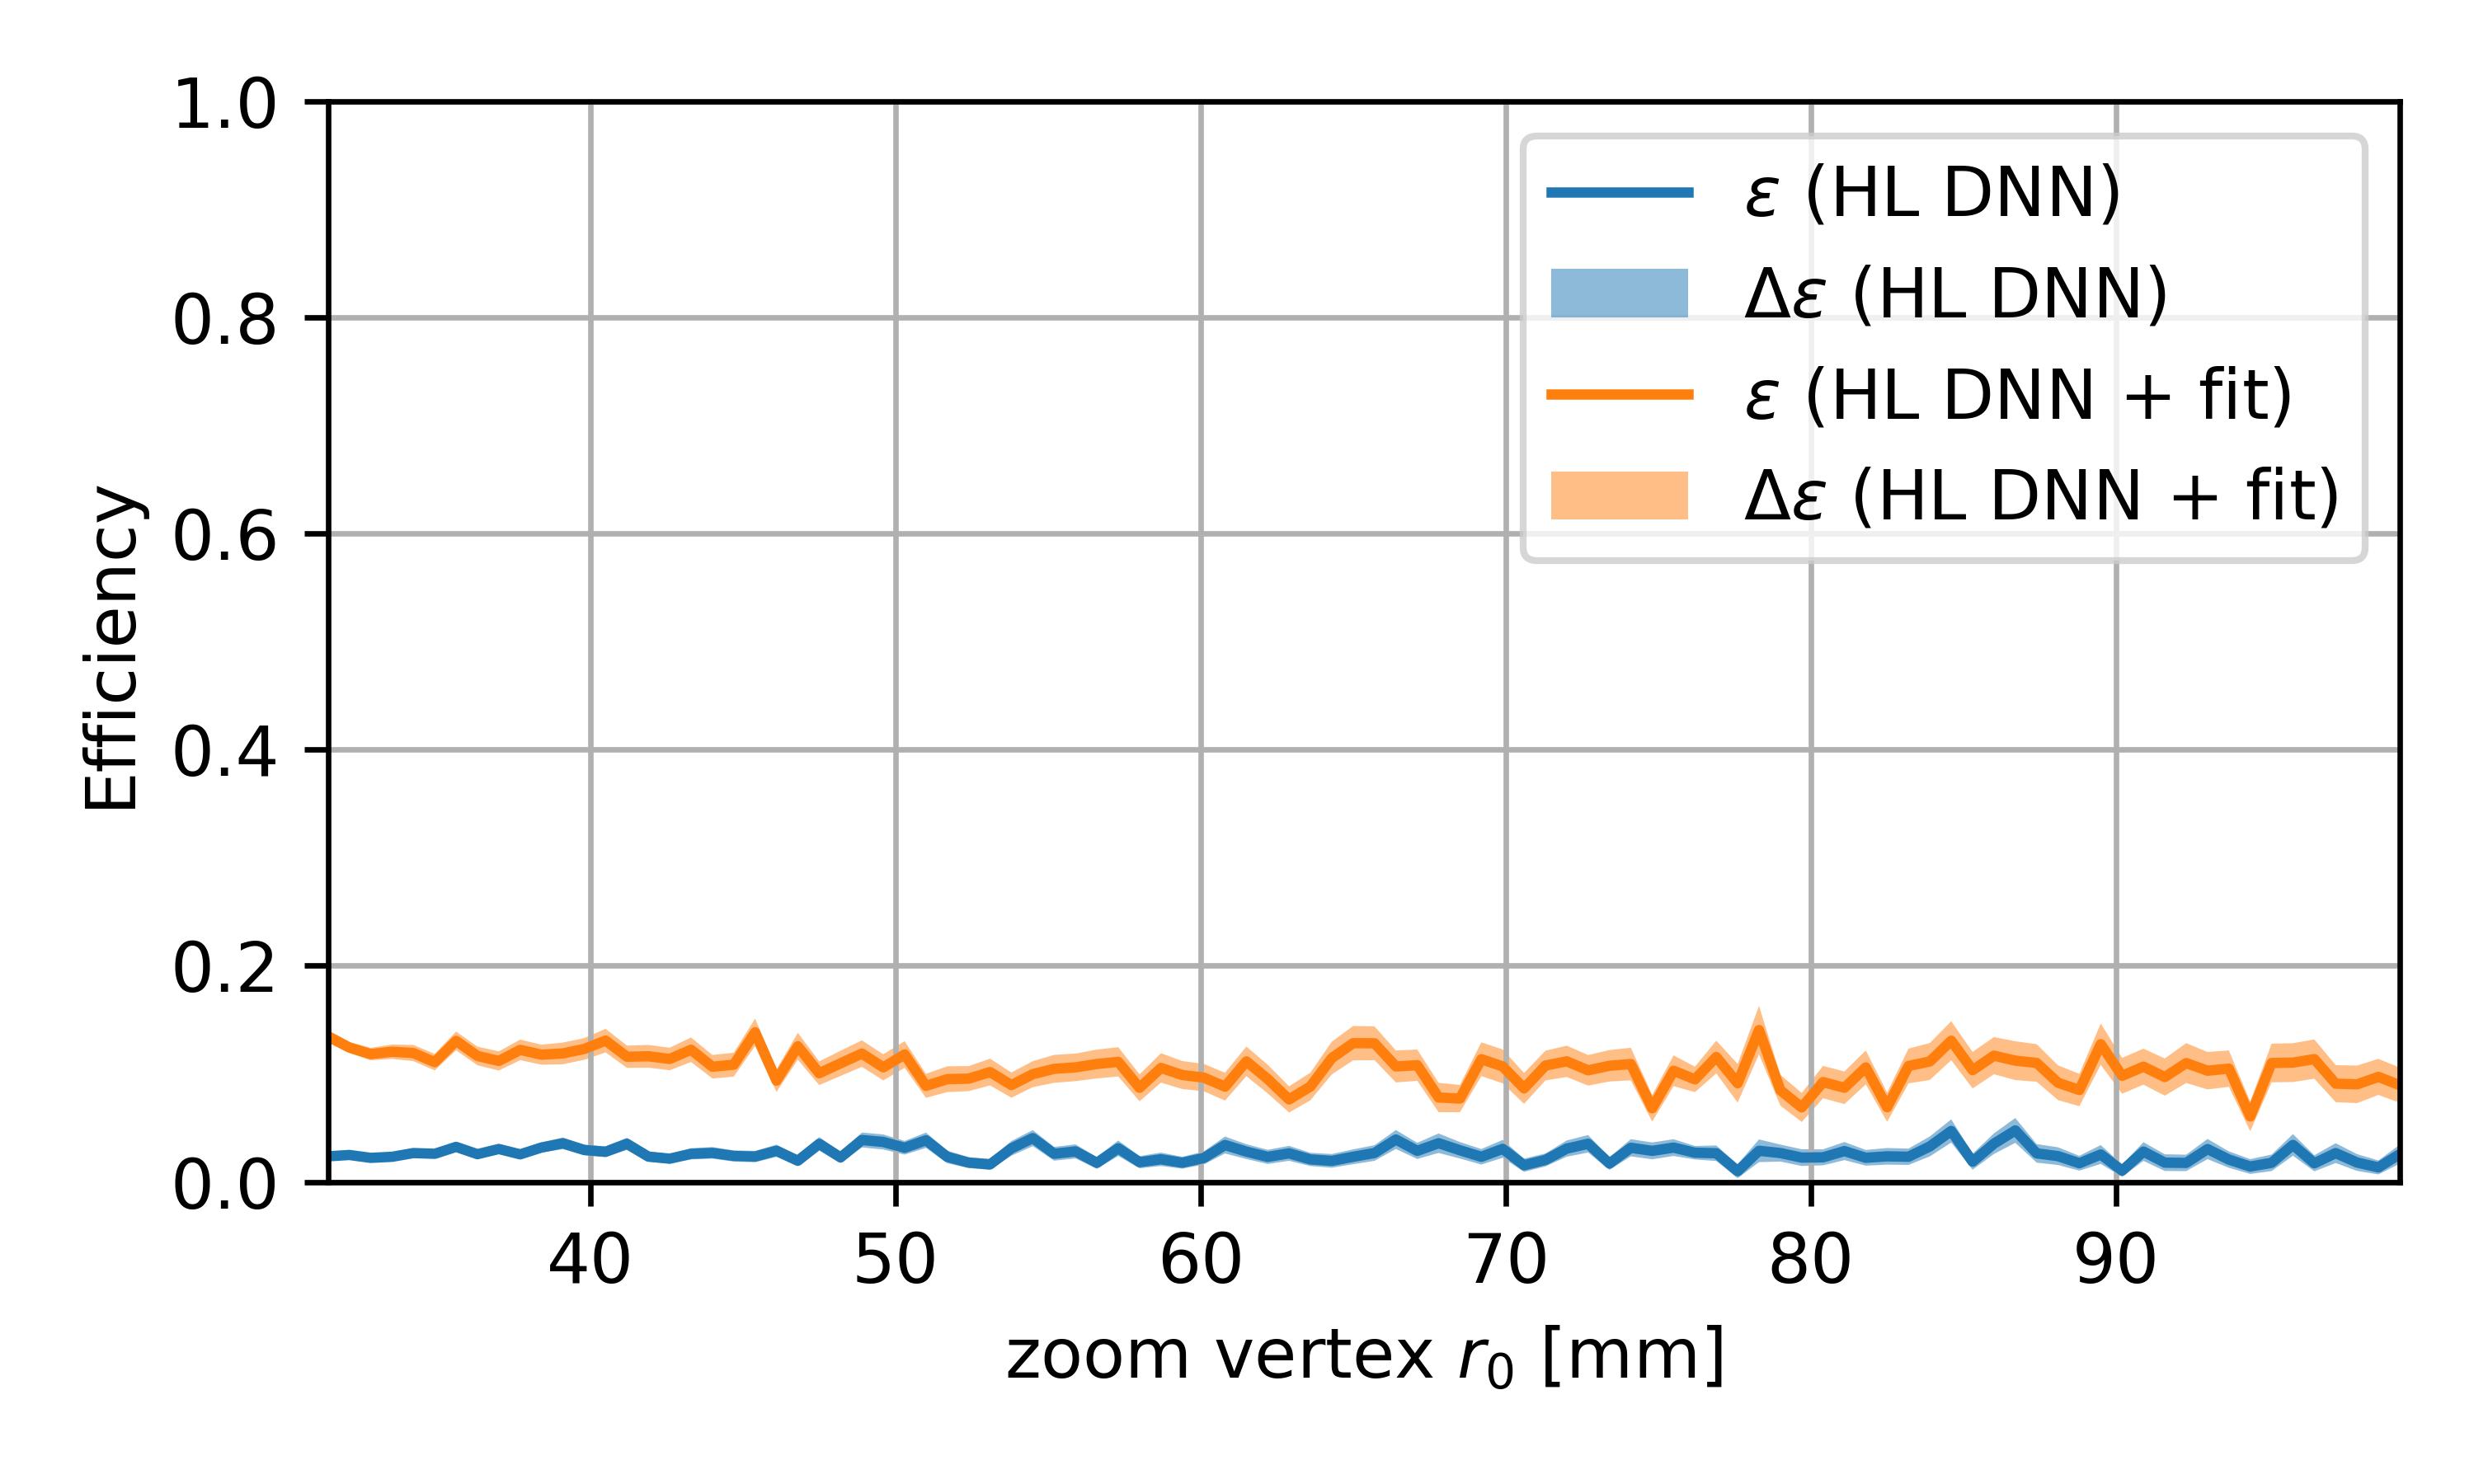 1.0
0.8
0.6
0.4
0.2
0.0
Efficiency
ε (HL DNN)
Δε (HL DNN)
ε (HL DNN + fit)
Δε (HL DNN + fit)
40 50 60 70 80 90
zoom vertex r₀ [mm]